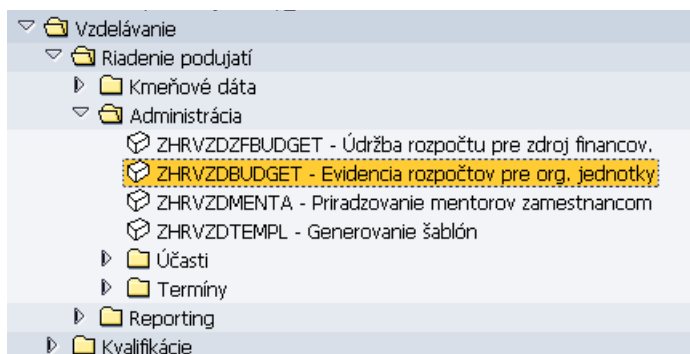 Vzdelávanie
Riadenie podujatí
Kmeňové dáta
Administrácia
ZHRVZDZFBUDGET - Údržba rozpočtu pre zdroj financov.
ZHRVZDBUDGET - Evidencia rozpočtov pre org. jednotky
ZHRVZDMENTA - Priradzovanie mentorov zamestnancom
ZHRVZDTEMPL - Generovanie šablón
Účasti
Termíny
Reporting
Kvalifikácie